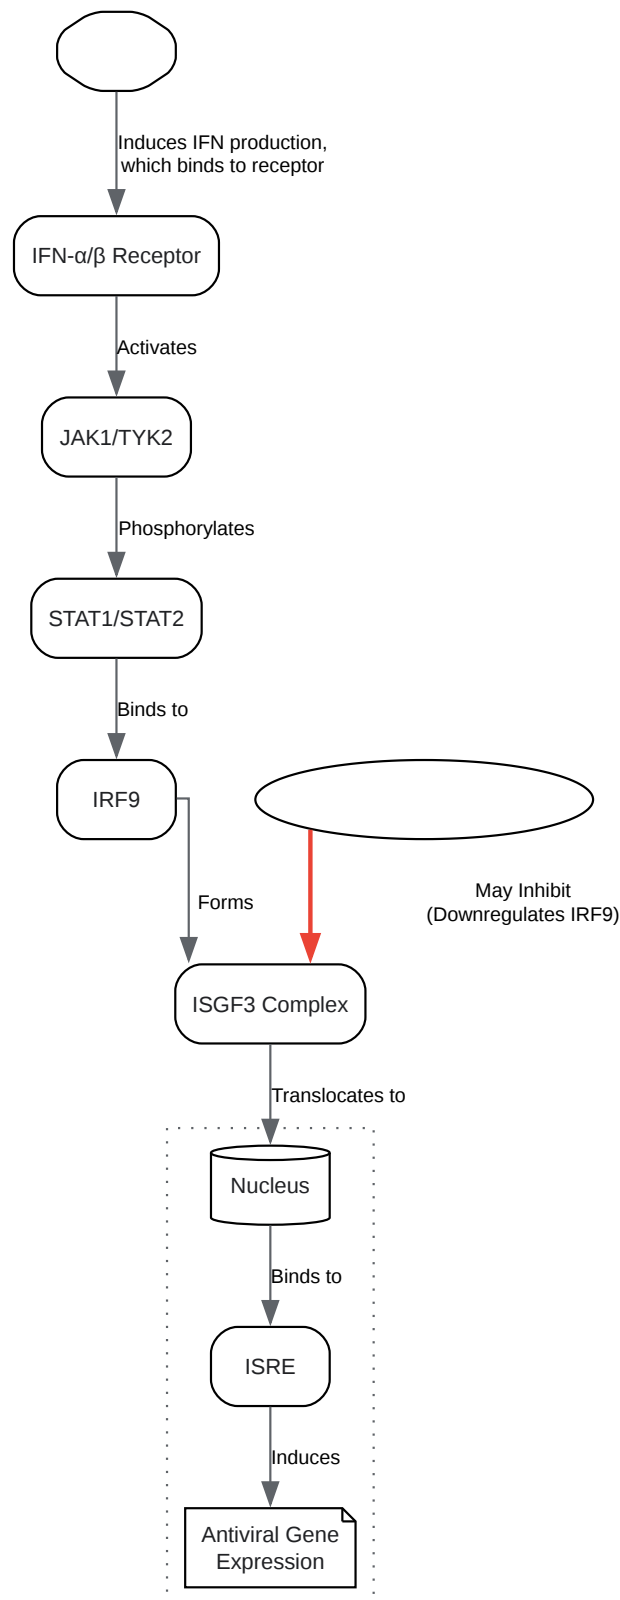 Induces IFN production,
which binds to receptor
IFN-α/β Receptor
Activates
JAK1/TYK2
Phosphorylates
STAT1/STAT2
Binds to
IRF9
Forms
May Inhibit
(Downregulates IRF9)
ISGF3 Complex
Translocates to
Nucleus
Binds to
ISRE
Induces
Antiviral Gene
Expression